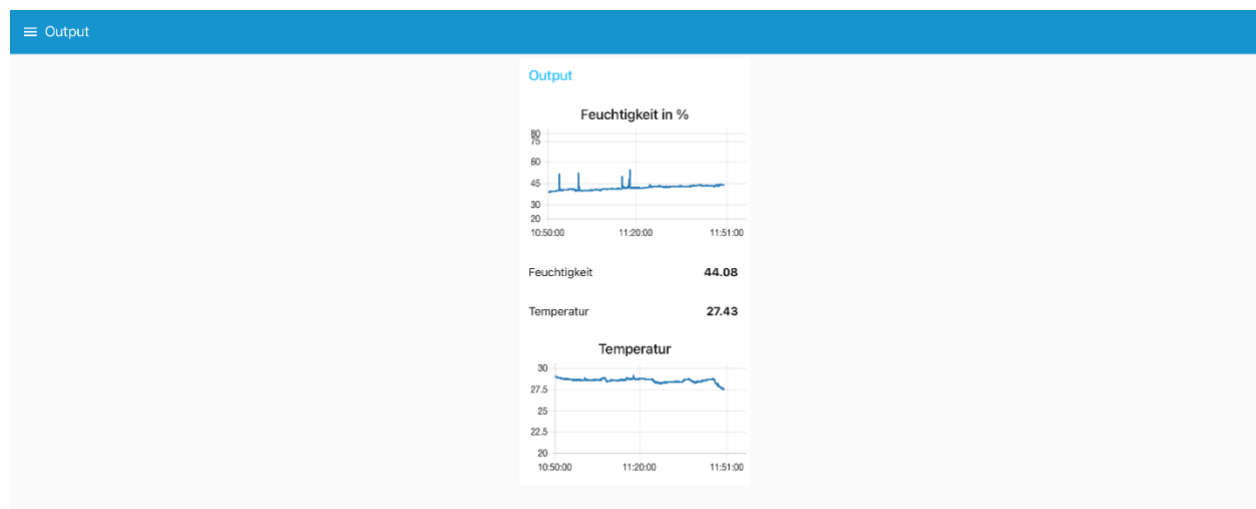 Output
Output
Feuchtigkeit in %
80
75
60
45
30
20
10:50:00 11:20:00 11:51:00
Feuchtigkeit 44.08
Temperatur 27.43
Temperatur
30
27.5
25
22.5
20
10:50:00 11:20:00 11:51:00